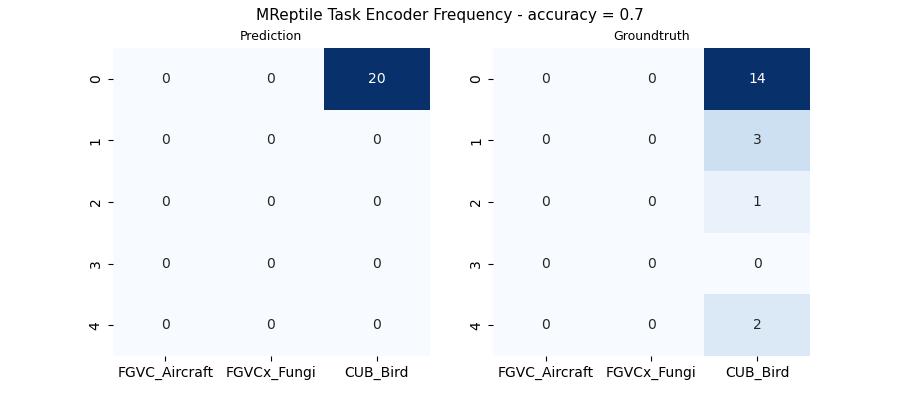 MReptile Task Encoder Frequency - accuracy = 0.7
Prediction Groundtruth
0 0 0 20 0 0 0 14
1 0 0 0 1 0 0 3
2 0 0 0 2 0 0 1
3 0 0 0 3 0 0 0
4 0 0 0 4 0 0 2
FGVC_Aircraft FGVCx_Fungi CUB_Bird FGVC_Aircraft FGVCx_Fungi CUB_Bird